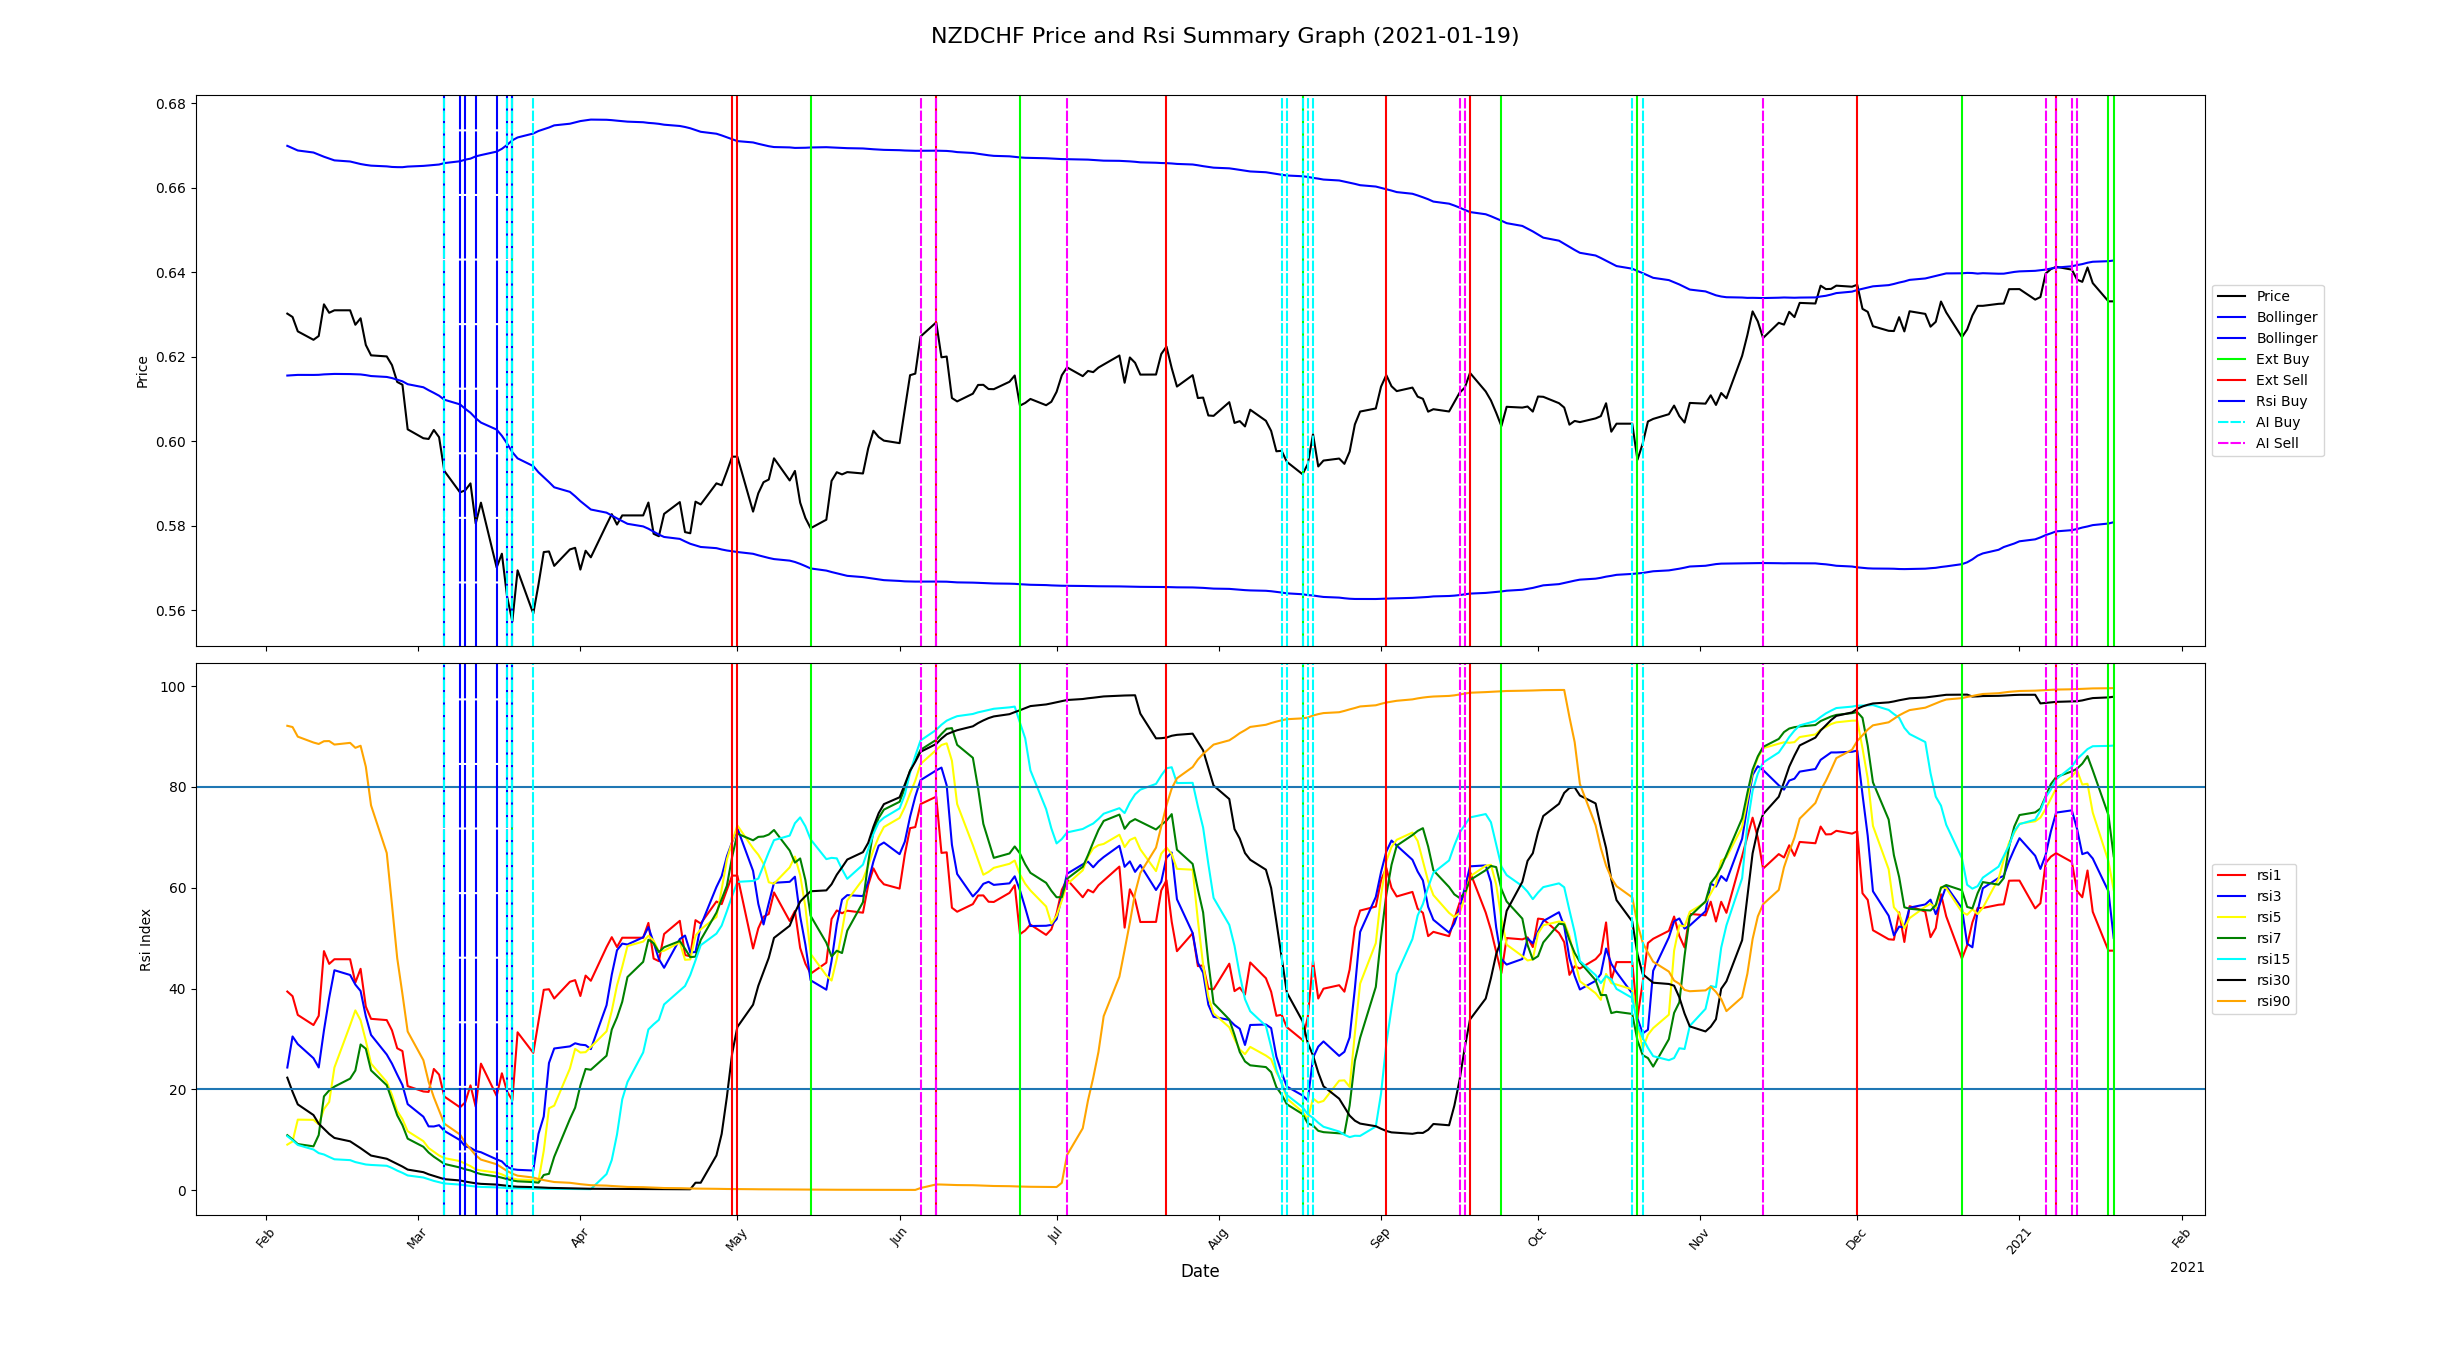 NZDCHF Price and Rsi Summary Graph (2021-01-19)
0.68
0.66
0.64
0.62
0.60
0.58
0.56
Price
Price
Bollinger
Bollinger
Ext Buy
Ext Sell
Rsi Buy
AI Buy
AI Sell
100
80
60
40
20
0
Rsi Index
rsi1
rsi3
rsi5
rsi7
rsi15
rsi30
rsi90
Feb Mar Apr May Jun Jul Aug Sep Oct Nov Dec 2021 Feb
Date
2021